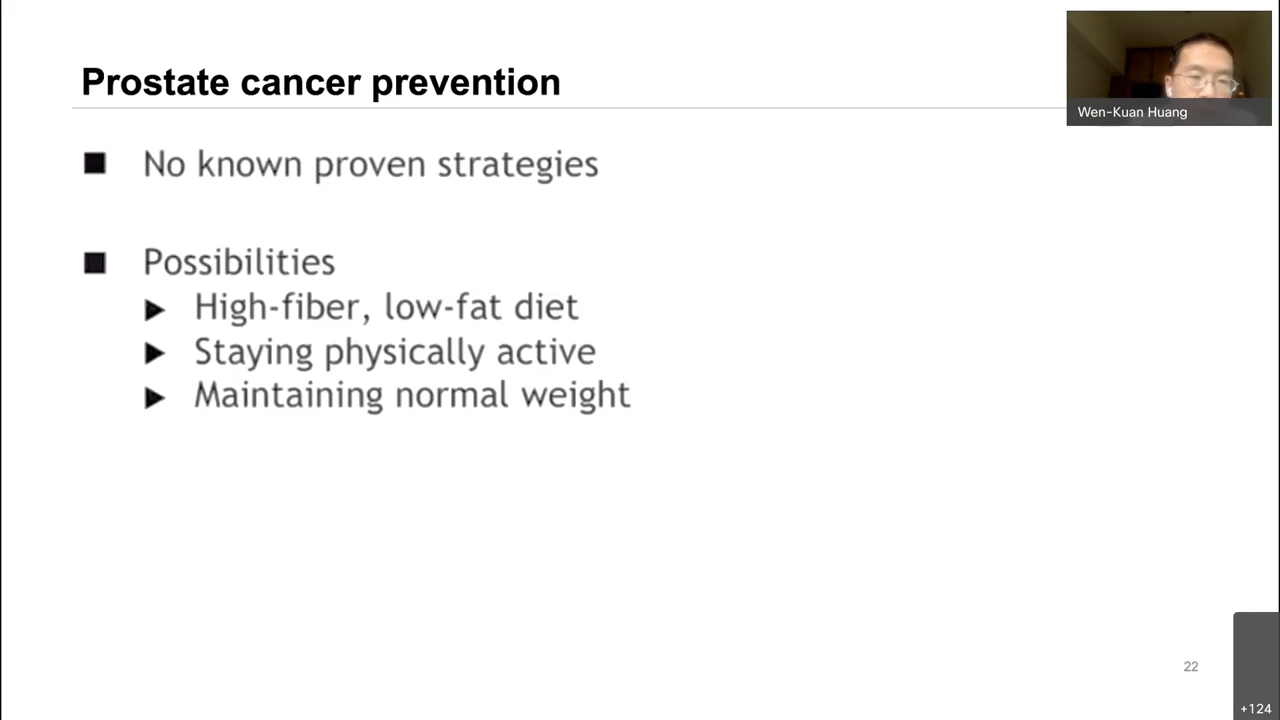 Prostate cancer prevention
Wen-Kuan Huang
No known proven strategies
Possibilities
High-fiber, low-fat diet
Staying physically active
Maintaining normal weight
22
+124